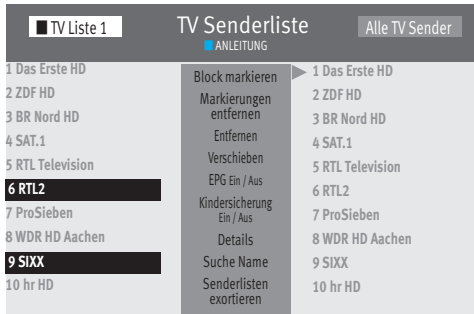 TV Liste 1
TV Senderliste
Alle TV Sender
ANLEITUNG
1 Das Erste HD
2 ZDF HD
3 BR Nord HD
4 SAT.1
5 RTL Television
6 RTL2
7 ProSieben
8 WDR HD Aachen
9 SIXX
10 hr HD
Block markieren
Markierungen
entfernen
Entfernen
Verschieben
EPG Ein / Aus
Kindersicherung
Ein / Aus
Details
Suche Name
Senderlisten
exortieren
1 Das Erste HD
2 ZDF HD
3 BR Nord HD
4 SAT.1
5 RTL Television
6 RTL2
7 ProSieben
8 WDR HD Aachen
9 SIXX
10 hr HD